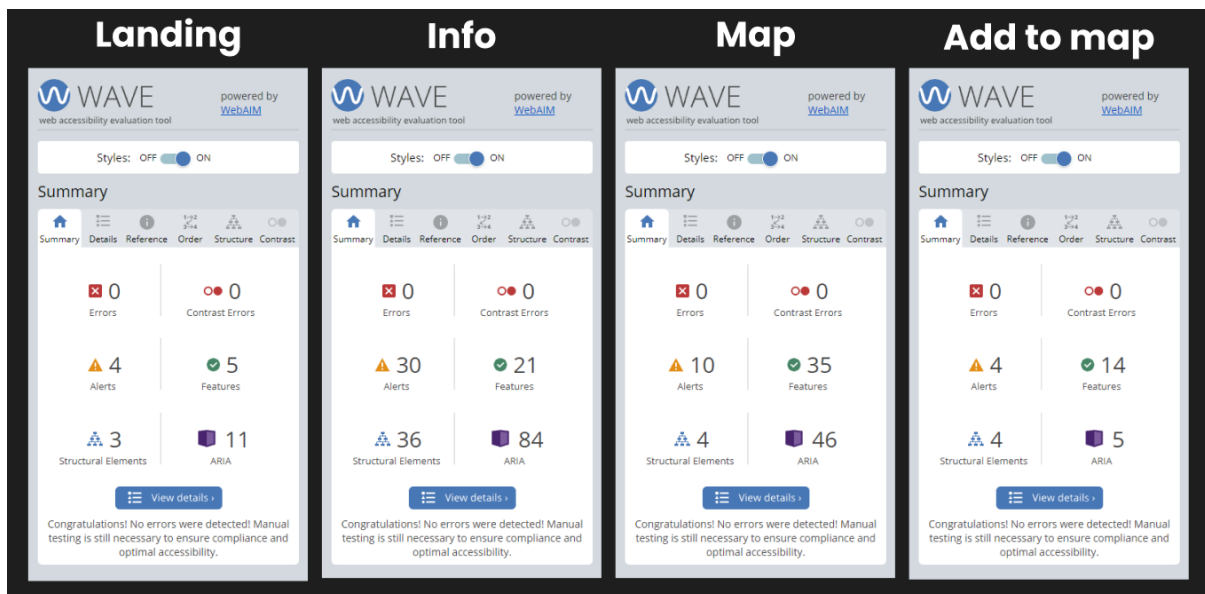 Landing
WAVE
powered by
WebAIM
web accessibility evaluation tool
Styles: OFF ON
Summary
Summary Details Reference Order Structure Contrast
0 0
Errors Contrast Errors
4 5
Alerts Features
3 11
Structural Elements ARIA
View details ›
Congratulations! No errors were detected! Manual
testing is still necessary to ensure compliance and
optimal accessibility.
Info
WAVE
powered by
WebAIM
web accessibility evaluation tool
Styles: OFF ON
Summary
Summary Details Reference Order Structure Contrast
0 0
Errors Contrast Errors
30 21
Alerts Features
36 84
Structural Elements ARIA
View details ›
Congratulations! No errors were detected! Manual
testing is still necessary to ensure compliance and
optimal accessibility.
Map
WAVE
powered by
WebAIM
web accessibility evaluation tool
Styles: OFF ON
Summary
Summary Details Reference Order Structure Contrast
0 0
Errors Contrast Errors
10 35
Alerts Features
4 46
Structural Elements ARIA
View details ›
Congratulations! No errors were detected! Manual
testing is still necessary to ensure compliance and
optimal accessibility.
Add to map
WAVE
powered by
WebAIM
web accessibility evaluation tool
Styles: OFF ON
Summary
Summary Details Reference Order Structure Contrast
0 0
Errors Contrast Errors
4 14
Alerts Features
4 5
Structural Elements ARIA
View details ›
Congratulations! No errors were detected! Manual
testing is still necessary to ensure compliance and
optimal accessibility.